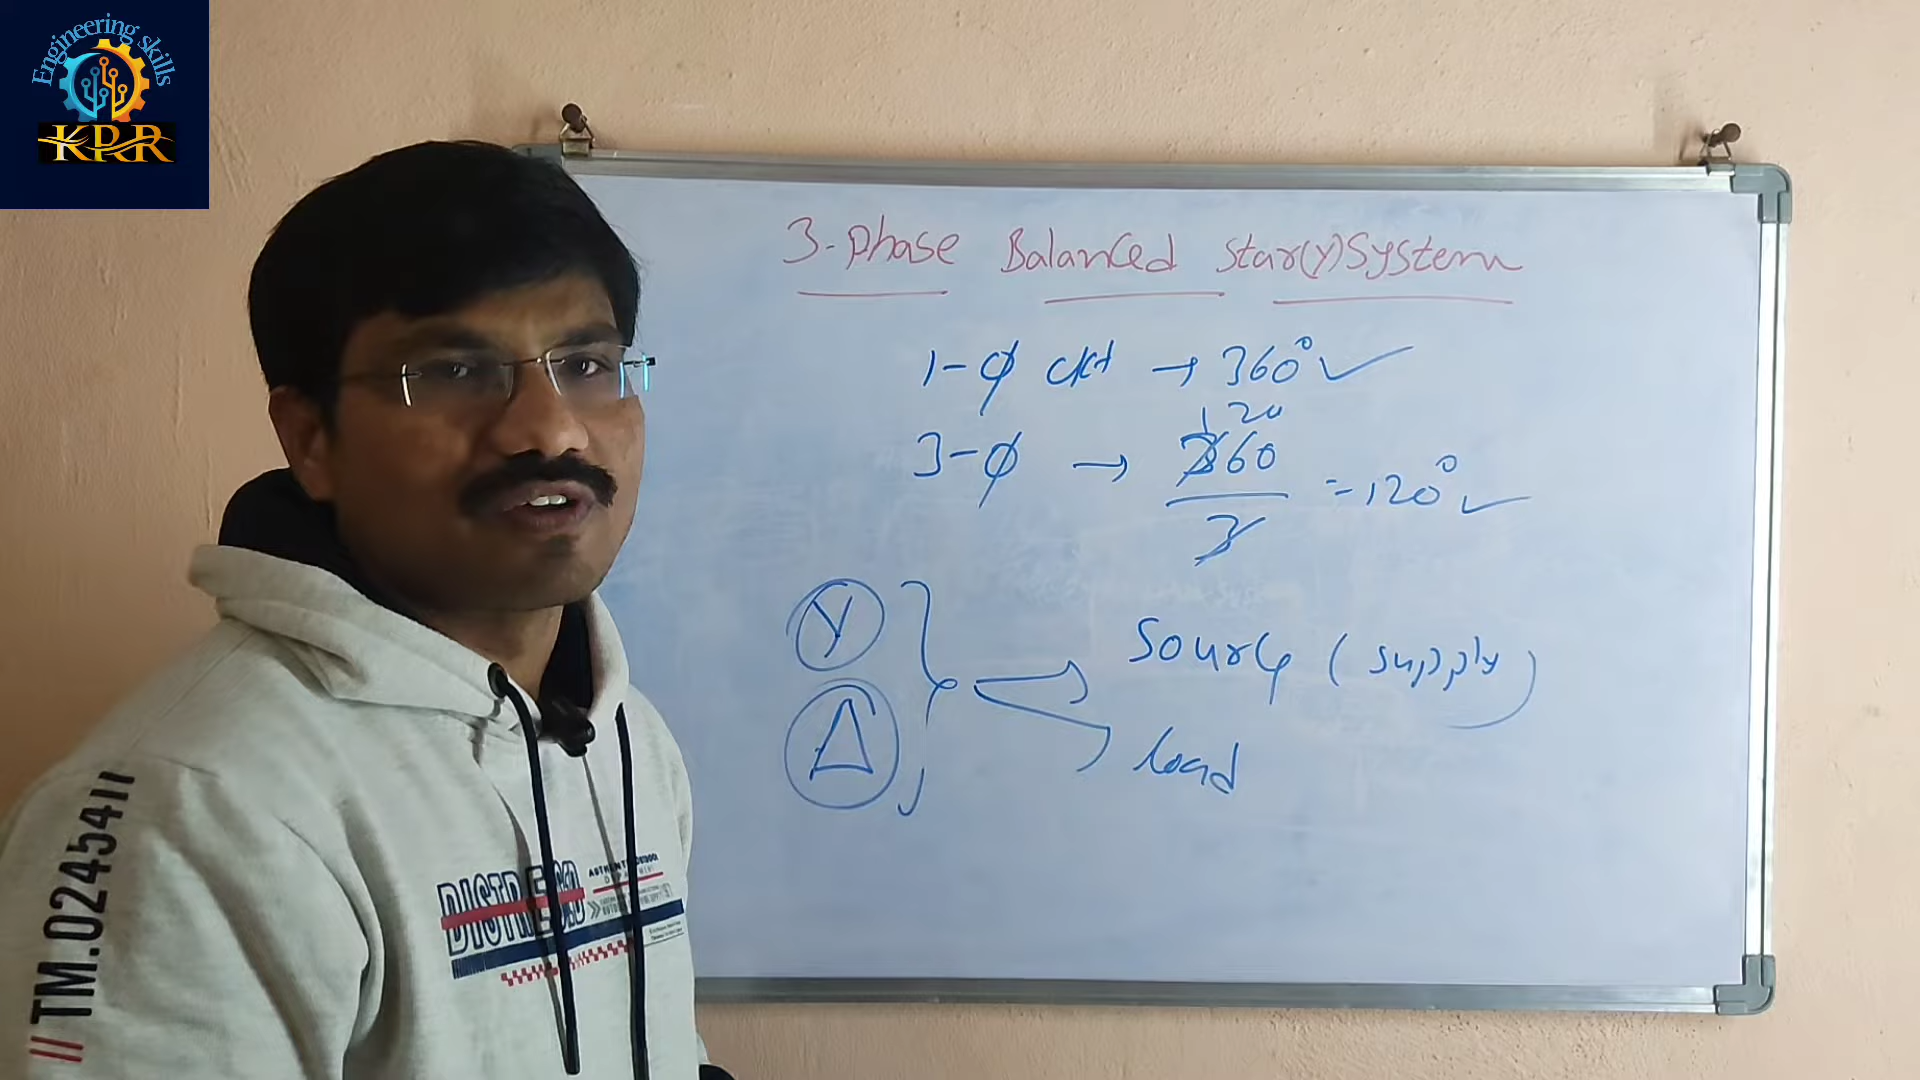 Engineering skills
KRR
3-Phase Balanced Star(Y) System
1-φ ckt → 360°✓
120
3-φ → 360/3 = 120°✓
Y
Δ
Source (supply)
load
// TM.0245411
DISTRESSED